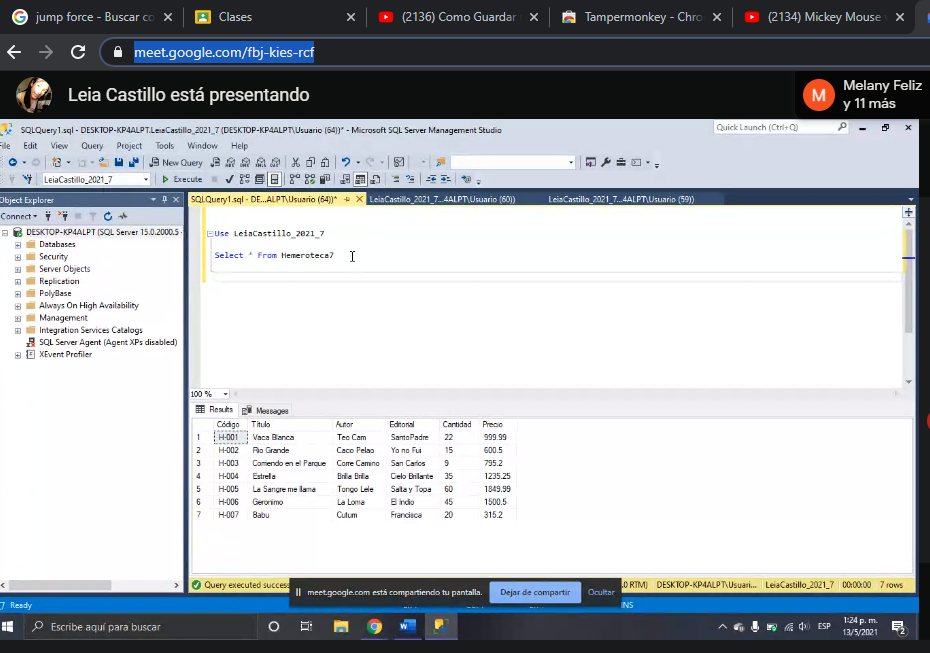 jump force - Buscar co
Clases
(2136) Como Guardar
Tampermonkey - Chro
(2134) Mickey Mouse
meet.google.com/fbj-kies-rcf
Leia Castillo está presentando
M
Melany Feliz
y 11 más
SQLQuery1.sql - DESKTOP-KP4ALPT.LeiaCastillo_2021_7 (DESKTOP-KP4ALPT\Usuario (64))* - Microsoft SQL Server Management Studio
Quick Launch (Ctrl+Q)
File Edit View Query Project Tools Window Help
New Query
LeiaCastillo_2021_7
Execute
Object Explorer
SQLQuery1.sql - DE...ALPT\Usuario (64))*
LeiaCastillo_2021_7...4ALPT\Usuario (60))
LeiaCastillo_2021_7...4ALPT\Usuario (59))
Connect
DESKTOP-KP4ALPT (SQL Server 15.0.2000.5 -
Databases
Security
Server Objects
Replication
PolyBase
Always On High Availability
Management
Integration Services Catalogs
SQL Server Agent (Agent XPs disabled)
XEvent Profiler
Use LeiaCastillo_2021_7
Select * From Hemeroteca7
100 %
Results Messages
Código Título Autor Editorial Cantidad Precio
1 H-001 Vaca Blanca Teo Cam SantoPadre 22 999.99
2 H-002 Rio Grande Caco Pelao Yo no Fui 15 600.5
3 H-003 Corriendo en el Parque Corre Camino San Carlos 9 795.2
4 H-004 Estrella Brilla Brilla Cielo Brillante 35 1235.25
5 H-005 La Sangre me llama Tongo Lele Salta y Topa 60 1849.99
6 H-006 Geronimo La Loma El Indio 45 1500.5
7 H-007 Babu Culum Francisca 20 315.2
Query executed success
.0 RTM) DESKTOP-KP4ALPT\Usuari... LeiaCastillo_2021_7 00:00:00 7 rows
meet.google.com está compartiendo tu pantalla.
Dejar de compartir
Ocultar
Ready
INS
Escribe aquí para buscar
ESP
1:24 p. m.
13/5/2021
2